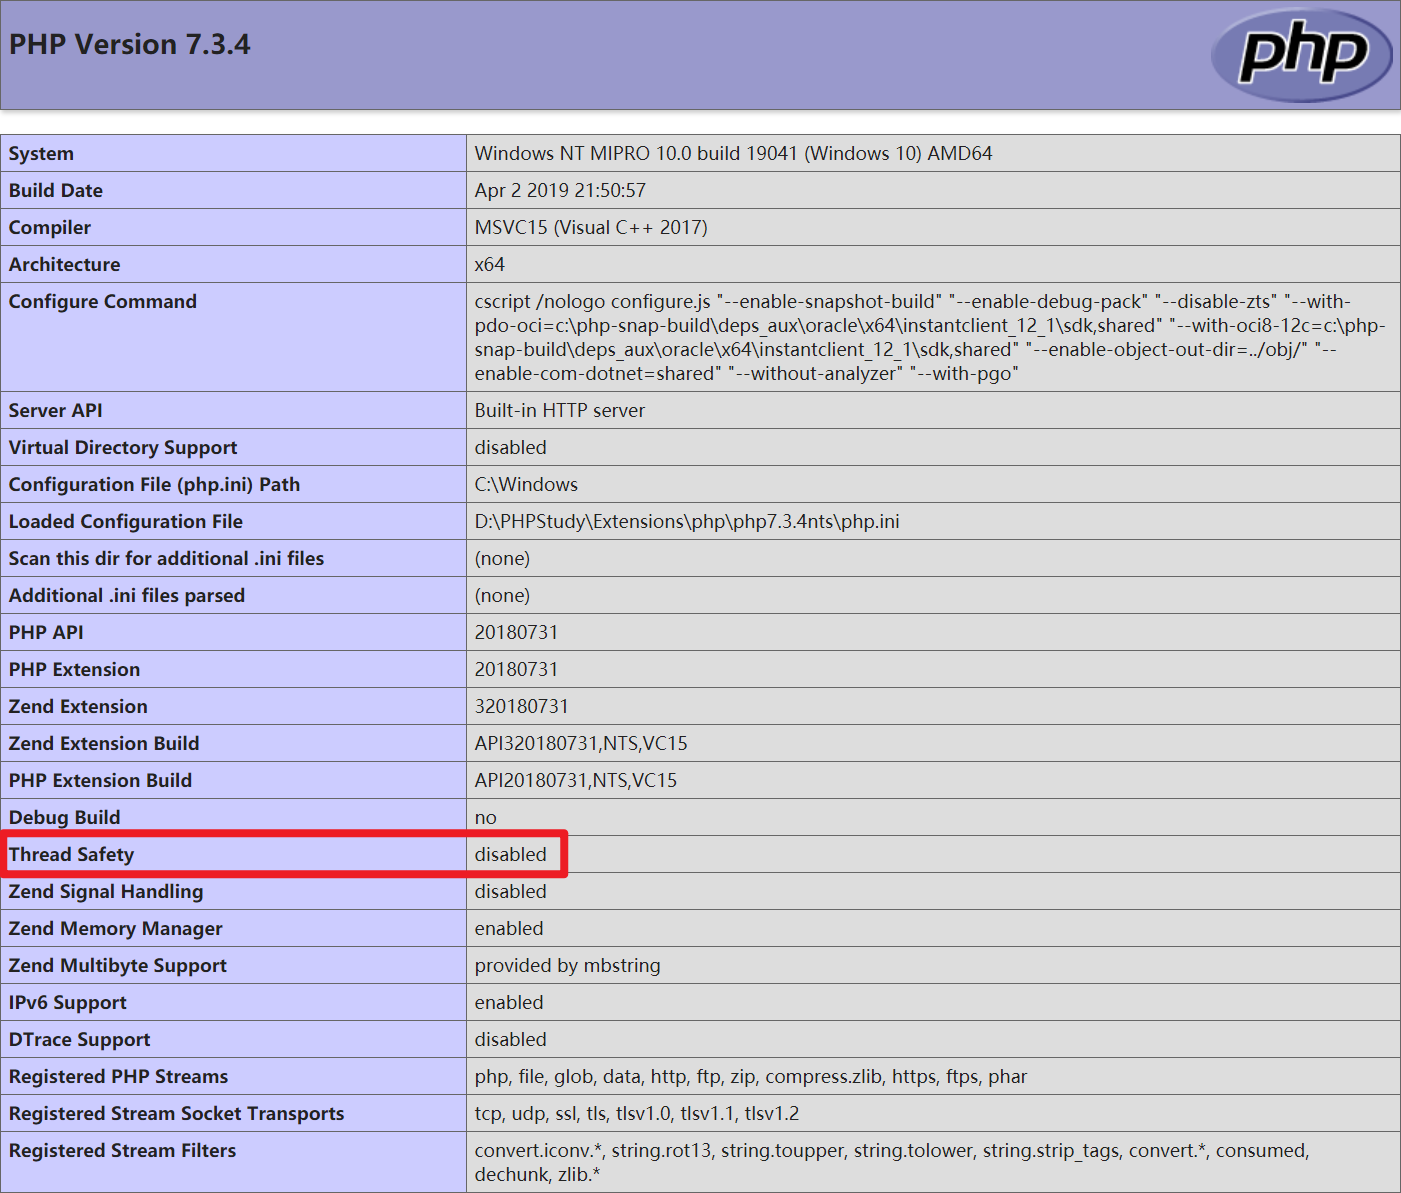 PHP Version 7.3.4
php
System Windows NT MIPRO 10.0 build 19041 (Windows 10) AMD64
Build Date Apr 2 2019 21:50:57
Compiler MSVC15 (Visual C++ 2017)
Architecture x64
Configure Command cscript /nologo configure.js "--enable-snapshot-build" "--enable-debug-pack" "--disable-zts" "--with-
pdo-oci=c:\php-snap-build\deps_aux\oracle\x64\instantclient_12_1\sdk,shared" "--with-oci8-12c=c:\php-
snap-build\deps_aux\oracle\x64\instantclient_12_1\sdk,shared" "--enable-object-out-dir=../obj/" "--
enable-com-dotnet=shared" "--without-analyzer" "--with-pgo"
Server API Built-in HTTP server
Virtual Directory Support disabled
Configuration File (php.ini) Path C:\Windows
Loaded Configuration File D:\PHPStudy\Extensions\php\php7.3.4nts\php.ini
Scan this dir for additional .ini files (none)
Additional .ini files parsed (none)
PHP API 20180731
PHP Extension 20180731
Zend Extension 320180731
Zend Extension Build API320180731,NTS,VC15
PHP Extension Build API20180731,NTS,VC15
Debug Build no
Thread Safety disabled
Zend Signal Handling disabled
Zend Memory Manager enabled
Zend Multibyte Support provided by mbstring
IPv6 Support enabled
DTrace Support disabled
Registered PHP Streams php, file, glob, data, http, ftp, zip, compress.zlib, https, ftps, phar
Registered Stream Socket Transports tcp, udp, ssl, tls, tlsv1.0, tlsv1.1, tlsv1.2
Registered Stream Filters convert.iconv.*, string.rot13, string.toupper, string.tolower, string.strip_tags, convert.*, consumed,
dechunk, zlib.*